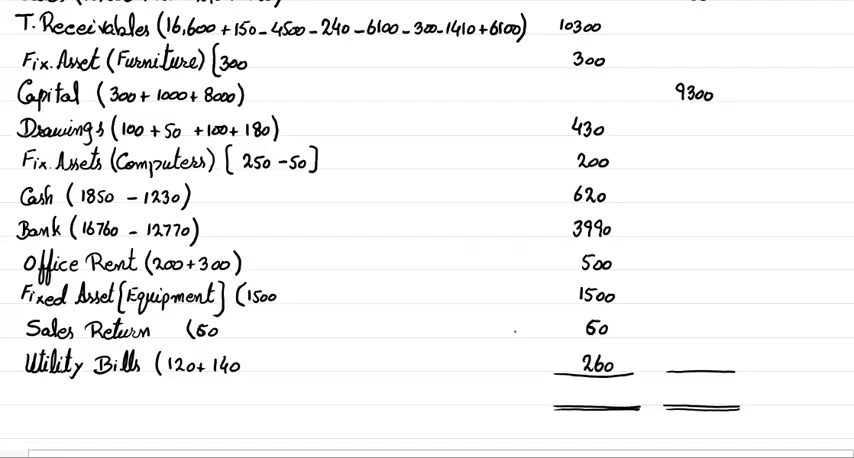 T. Receivables (16,600 + 150 - 4500 - 240 - 6100 - 300 - 1410 + 6100) 10300
Fix. Asset (Furniture) [300 300
Capital (300 + 1000 + 8000) 9300
Drawings (100 + 50 + 100 + 180) 430
Fix. Assets (Computers) [250 - 50] 200
Cash (1850 - 1230) 620
Bank (16760 - 12770) 3990
Office Rent (200 + 300) 500
Fixed Asset [Equipment] (1500 1500
Sales Return (60 60
Utility Bills (120 + 140 260